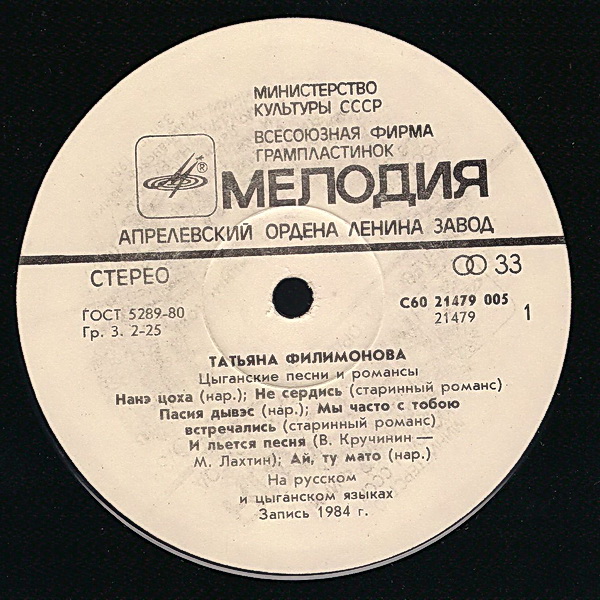 МИНИСТЕРСТВО
КУЛЬТУРЫ СССР
ВСЕСОЮЗНАЯ ФИРМА
ГРАМПЛАСТИНОК
®
МЕЛОДИЯ
АПРЕЛЕВСКИЙ ОРДЕНА ЛЕНИНА ЗАВОД
СТЕРЕО
33
ГОСТ 5289-80
Гр. 3. 2-25
С60 21479 005
21479
1
ТАТЬЯНА ФИЛИМОНОВА
Цыганские песни и романсы
Нанэ цоха (нар.); Не сердись (старинный романс)
Пасия дывэс (нар.); Мы часто с тобою
встречались (старинный романс)
И льется песня (В. Кручинин —
М. Лахтин); Ай, ту мато (нар.)
На русском
и цыганском языках
Запись 1984 г.